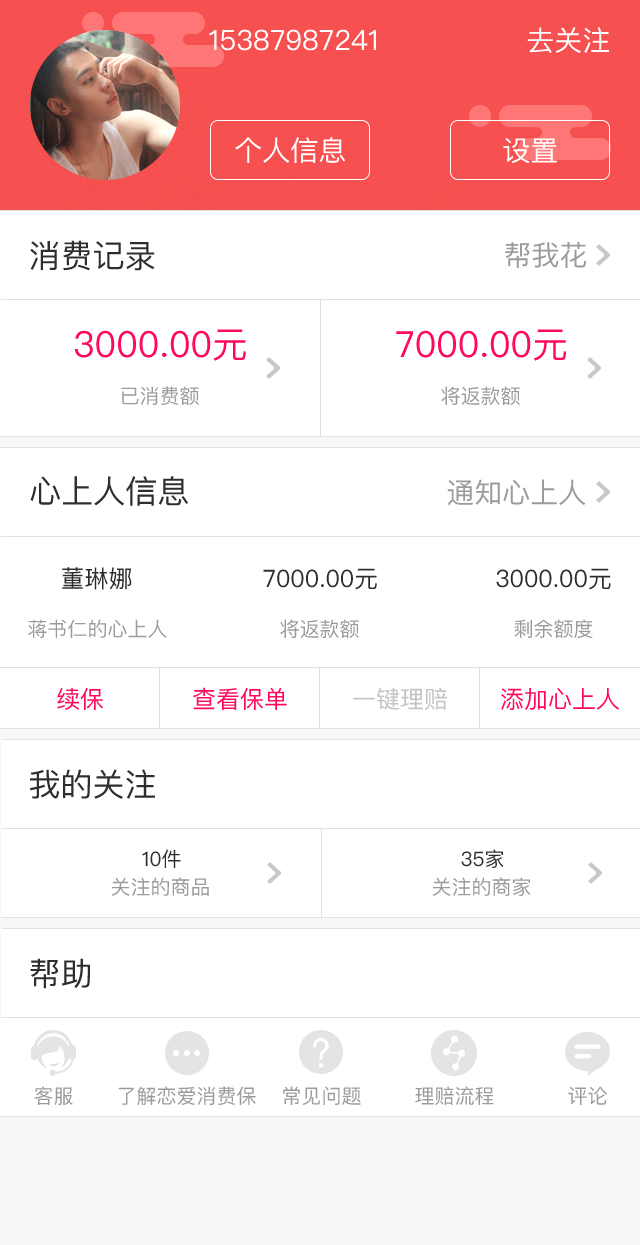 15387987241
去关注
个人信息
设置
消费记录
帮我花
3000.00元
7000.00元
已消费额
将返款额
心上人信息
通知心上人
董琳娜
7000.00元
3000.00元
蒋书仁的心上人
将返款额
剩余额度
续保
查看保单
一键理赔
添加心上人
我的关注
10件
35家
关注的商品
关注的商家
帮助
客服
了解恋爱消费保
常见问题
理赔流程
评论